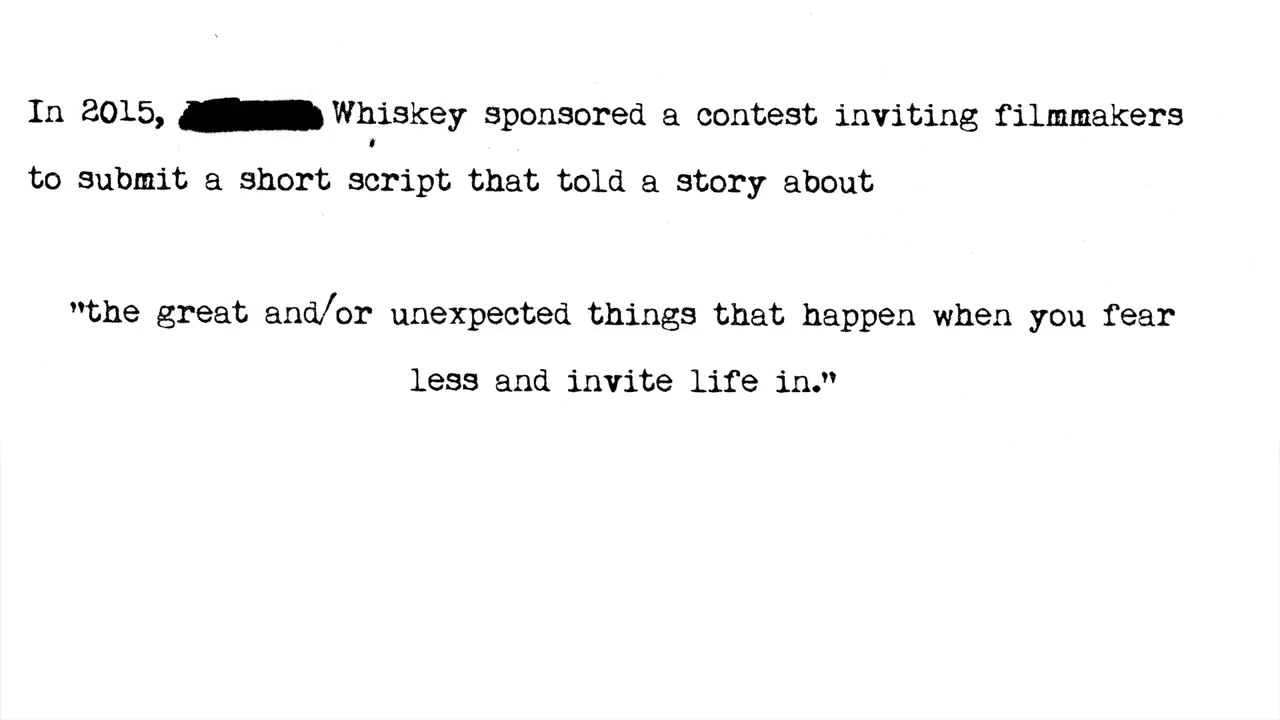 In 2015, Whiskey sponsored a contest inviting filmmakers
to submit a short script that told a story about
"the great and/or unexpected things that happen when you fear
less and invite life in."